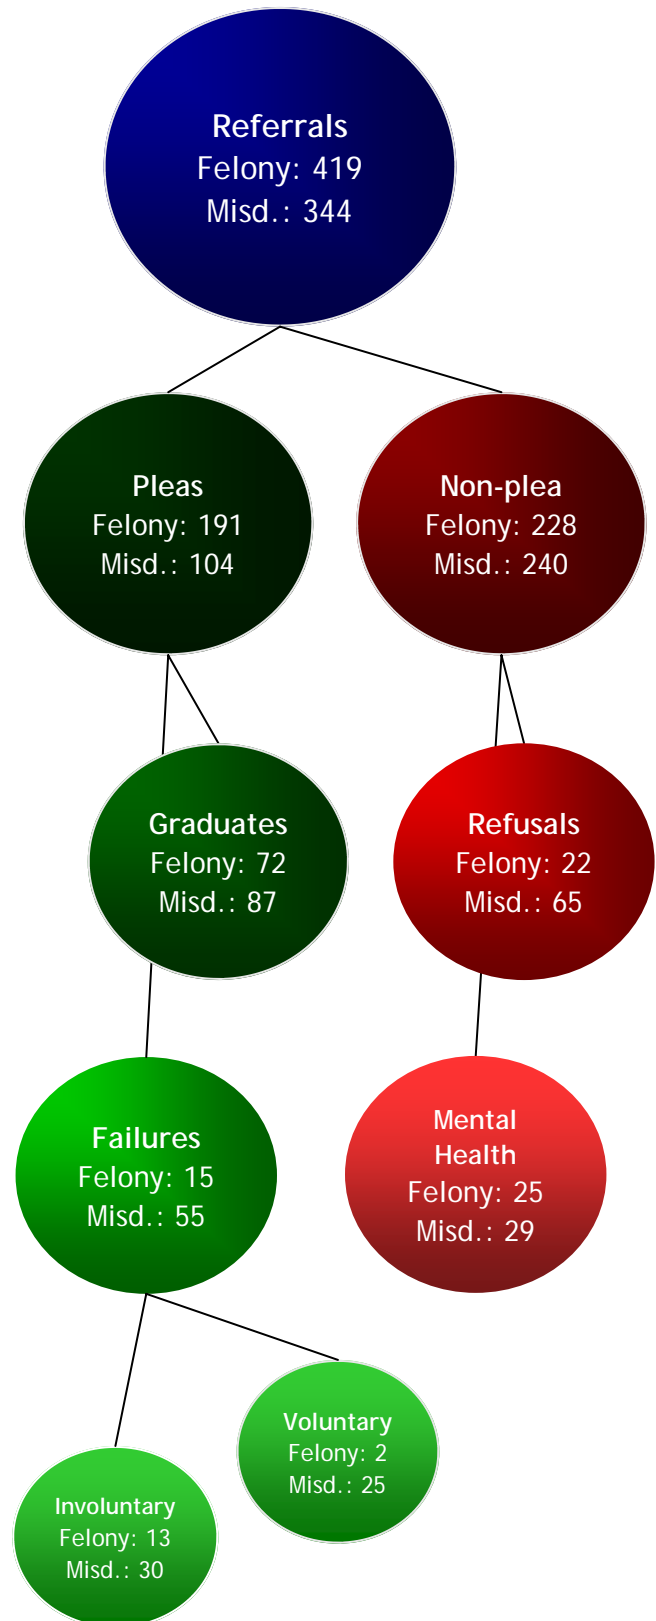 Referrals
Felony: 419
Misd.: 344
Pleas
Felony: 191
Misd.: 104
Non-plea
Felony: 228
Misd.: 240
Graduates
Felony: 72
Misd.: 87
Refusals
Felony: 22
Misd.: 65
Failures
Felony: 15
Misd.: 55
Mental
Health
Felony: 25
Misd.: 29
Voluntary
Felony: 2
Misd.: 25
Involuntary
Felony: 13
Misd.: 30